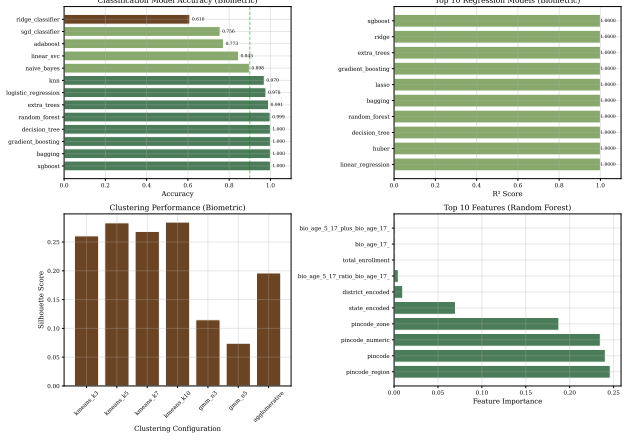 Classification Model Accuracy (Biometric)
ridge_classifier 0.610
sgd_classifier 0.756
adaboost 0.773
linear_svc 0.845
naive_bayes 0.898
knn 0.970
logistic_regression 0.978
extra_trees 0.991
random_forest 0.999
decision_tree 1.000
gradient_boosting 1.000
bagging 1.000
xgboost 1.000
0.0 0.2 0.4 0.6 0.8 1.0
Accuracy
Top 10 Regression Models (Biometric)
xgboost 1.0000
ridge 1.0000
extra_trees 1.0000
gradient_boosting 1.0000
lasso 1.0000
bagging 1.0000
random_forest 1.0000
decision_tree 1.0000
huber 1.0000
linear_regression 1.0000
0.0 0.2 0.4 0.6 0.8 1.0
R² Score
Clustering Performance (Biometric)
Silhouette Score
0.25
0.20
0.15
0.10
0.05
0.00
kmeans_k3 kmeans_k5 kmeans_k7 kmeans_k10 gmm_n3 gmm_n5 agglomerative
Clustering Configuration
Top 10 Features (Random Forest)
bio_age_5_17_plus_bio_age_17_
bio_age_17_
total_enrollment
bio_age_5_17_ratio_bio_age_17_
district_encoded
state_encoded
pincode_zone
pincode_numeric
pincode
pincode_region
0.00 0.05 0.10 0.15 0.20 0.25
Feature Importance